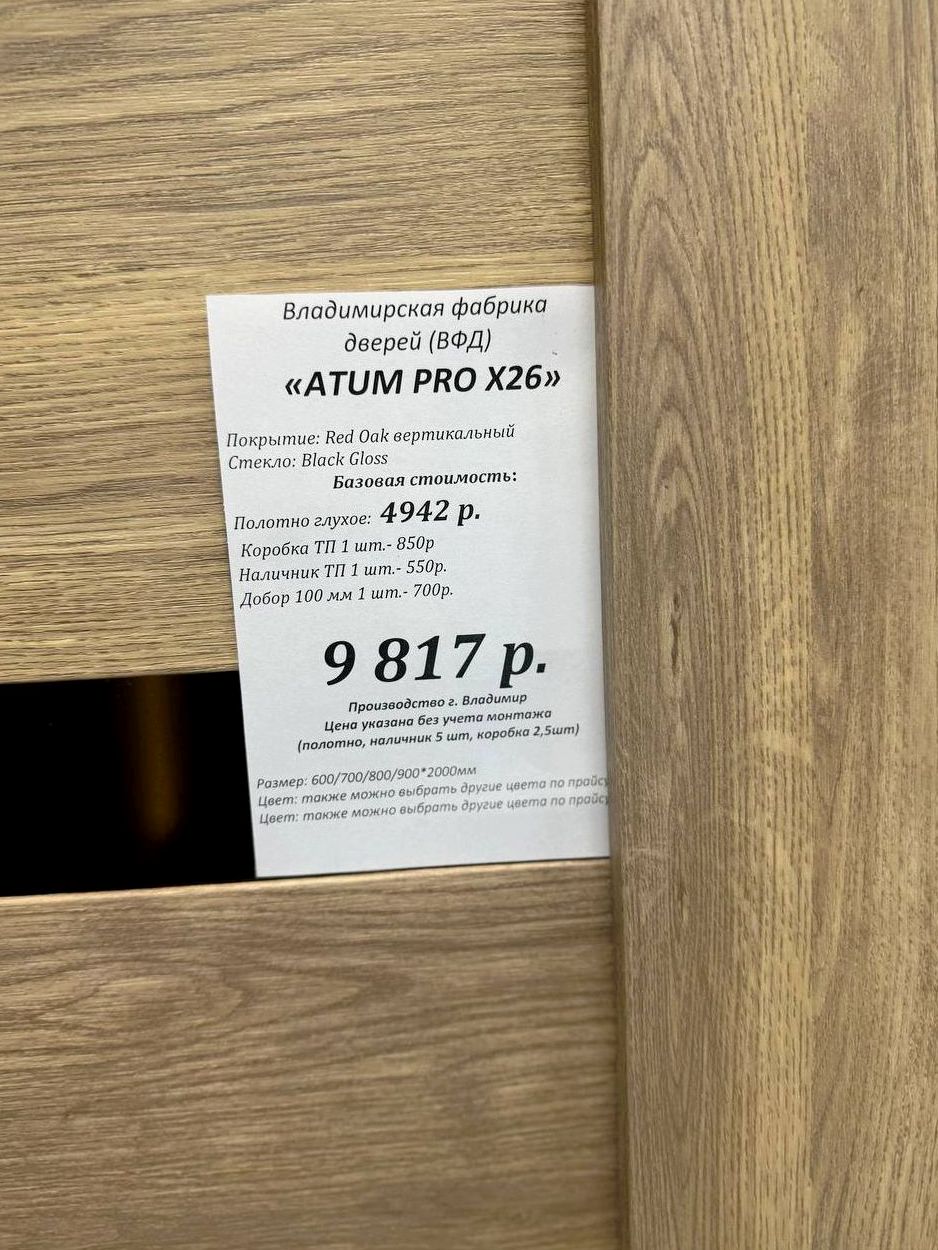 Владимирская фабрика
дверей (ВФД)
«ATUM PRO X26»
Покрытие: Red Oak вертикальный
Стекло: Black Gloss
Базовая стоимость:
Полотно глухое: 4942 р.
Коробка ТП 1 шт.- 850р
Наличник ТП 1 шт.- 550р.
Добор 100 мм 1 шт.- 700р.
9 817 р.
Производство г. Владимир
Цена указана без учета монтажа
(полотно, наличник 5 шт, коробка 2,5шт)
Размер: 600/700/800/900*2000мм
Цвет: также можно выбрать другие цвета по прайсу
Цвет: также можно выбрать другие цвета по прайсу